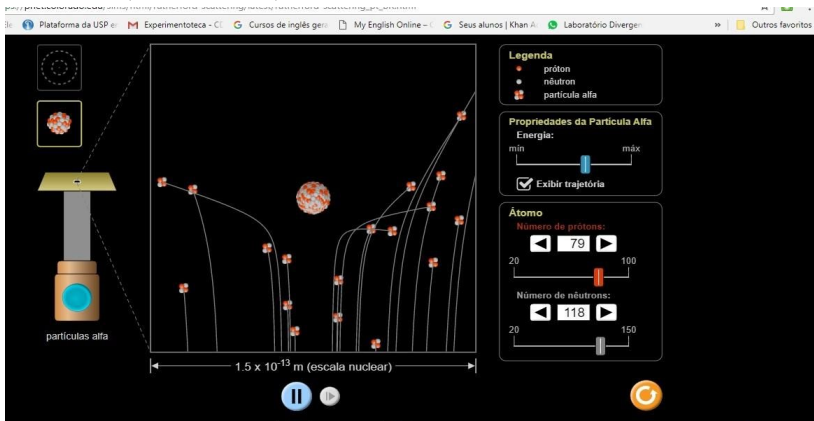 Plataforma da USP e
Experimentoteca - C
Cursos de inglês gera
My English Online –
Seus alunos | Khan A
Laboratório Diverger
»
Outros favoritos
Legenda
próton
nêutron
partícula alfa
Propriedades da Partícula Alfa
Energia:
mín máx
Exibir trajetória
Átomo
Número de prótons:
79
20 100
Número de nêutrons:
118
20 150
partículas alfa
1.5 x 10⁻¹³ m (escala nuclear)